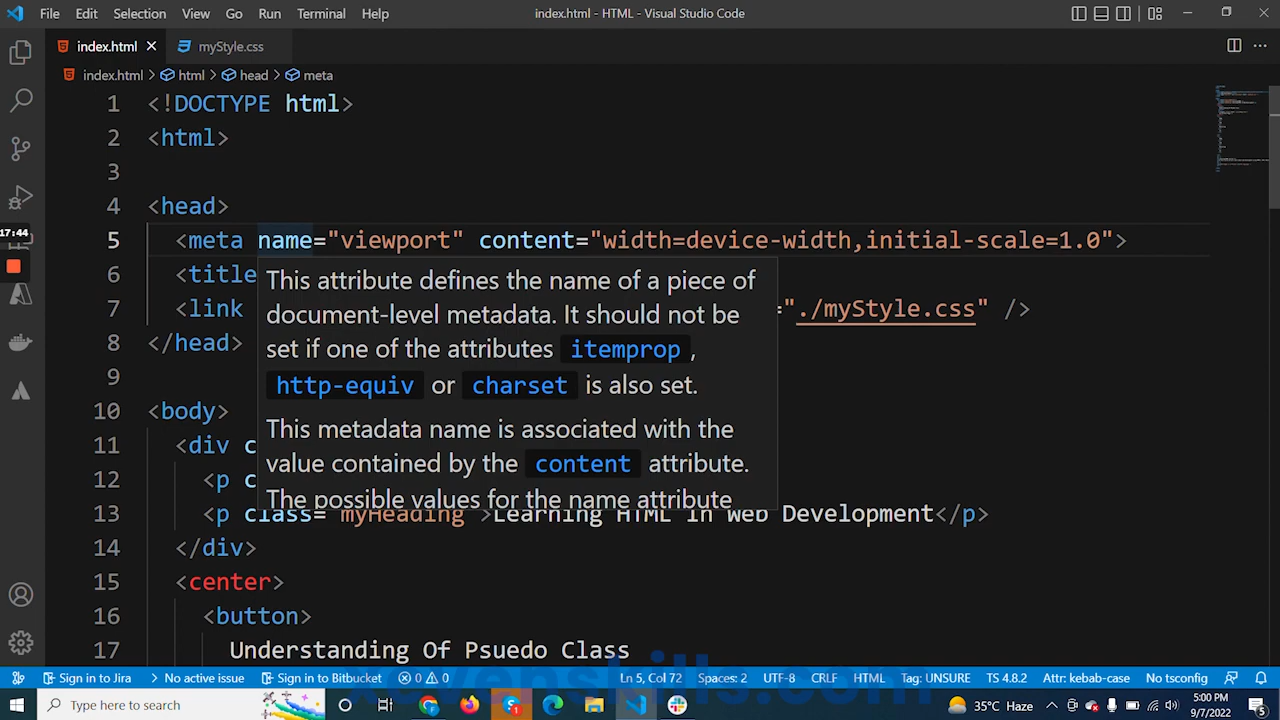 File Edit Selection View Go Run Terminal Help index.html - HTML - Visual Studio Code
index.html myStyle.css
index.html > html > head > meta
1 <!DOCTYPE html>
2 <html>
3
4 <head>
17:44
5 <meta name="viewport" content="width=device-width,initial-scale=1.0">
6 <title
This attribute defines the name of a piece of
7 <link "./myStyle.css" />
document-level metadata. It should not be
8 </head>
set if one of the attributes itemprop,
9
http-equiv or charset is also set.
10 <body>
This metadata name is associated with the
11 <div c
value contained by the content attribute.
12 <p c
The possible values for the name attribute
13 <p class="myHeading">Learning HTML in Web Development</p>
14 </div>
15 <center>
16 <button>
17 Understanding Of Psuedo Class
Sign in to Jira No active issue Sign in to Bitbucket 0 0 Ln 5, Col 72 Spaces: 2 UTF-8 CRLF HTML Tag: UNSURE TS 4.8.2 Attr: kebab-case No tsconfig
Type here to search 1 35°C Haze 5:00 PM
9/7/2022 5